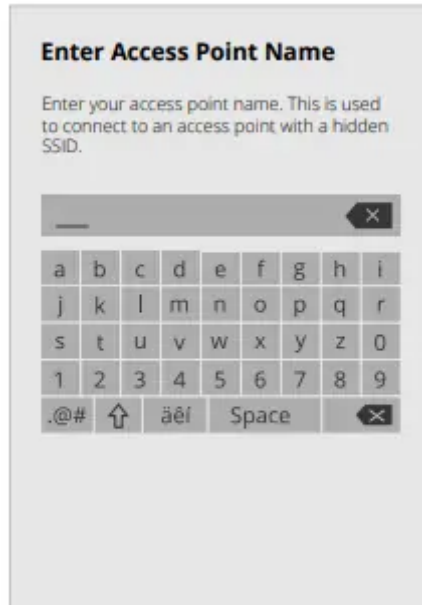 Enter Access Point Name
Enter your access point name. This is used
to connect to an access point with a hidden
SSID.
a b c d e f g h i
j k l m n o p q r
s t u v w x y z 0
1 2 3 4 5 6 7 8 9
.@# äêí Space